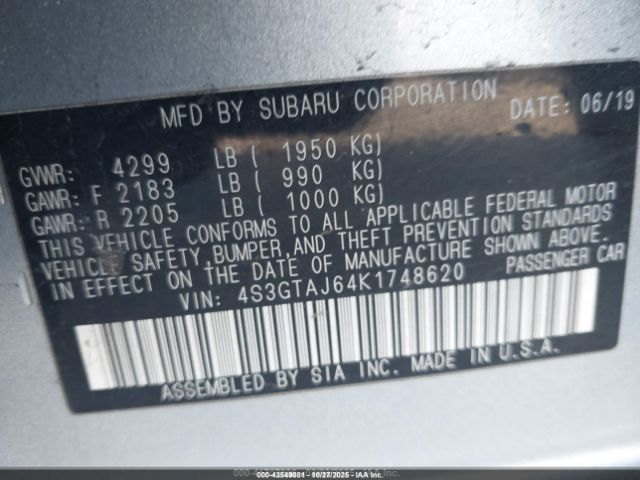 MFD BY SUBARU CORPORATION DATE: 06/19
GVWR: 4299 LB ( 1950 KG)
GAWR: F 2183 LB ( 990 KG)
GAWR: R 2205 LB ( 1000 KG)
THIS VEHICLE CONFORMS TO ALL APPLICABLE FEDERAL MOTOR
VEHICLE SAFETY,BUMPER,AND THEFT PREVENTION STANDARDS
IN EFFECT ON THE DATE OF MANUFACTURE SHOWN ABOVE.
VIN: 4S3GTAJ64K1748620 PASSENGER CAR
ASSEMBLED BY SIA INC. MADE IN U.S.A.
43549081 10/27/2025 IAA, Inc.